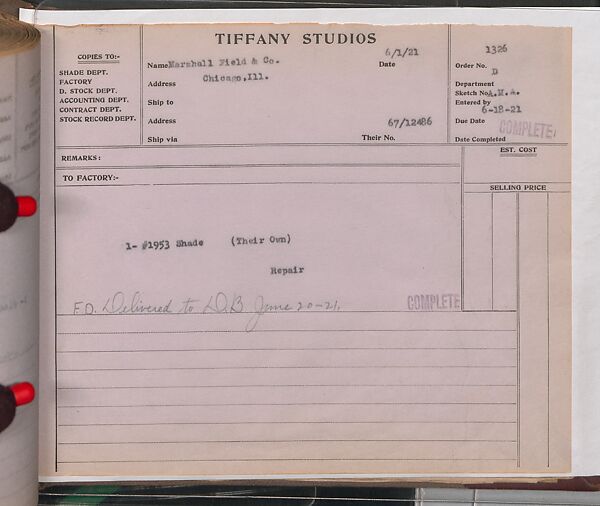 TIFFANY STUDIOS
COPIES TO:-
SHADE DEPT.
FACTORY
D. STOCK DEPT.
ACCOUNTING DEPT.
CONTRACT DEPT.
STOCK RECORD DEPT.
Name Marshall Field & Co.
6/1/21
Date
Address Chicago, Ill.
Ship to
Address
67/12486
Ship via
Their No.
1326
Order No.
D
Department
Sketch No. A.M.A.
Entered by
6-18-21
Due Date
COMPLETE
Date Completed
REMARKS:
EST. COST
TO FACTORY:-
SELLING PRICE
1- #1953 Shade (Their Own)
Repair
F.D. Delivered to D.B June 20-21.
COMPLETE